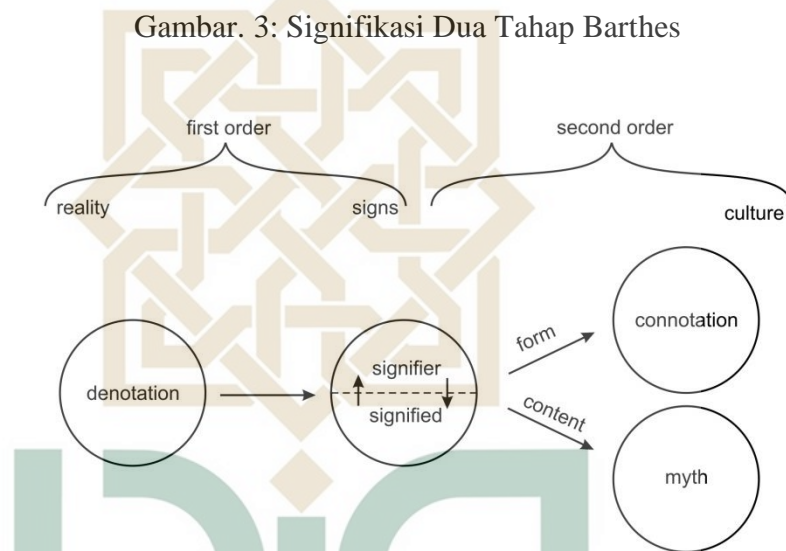 Gambar. 3: Signifikasi Dua Tahap Barthes
first order
second order
reality
signs
culture
denotation
signifier
signified
form
content
connotation
myth